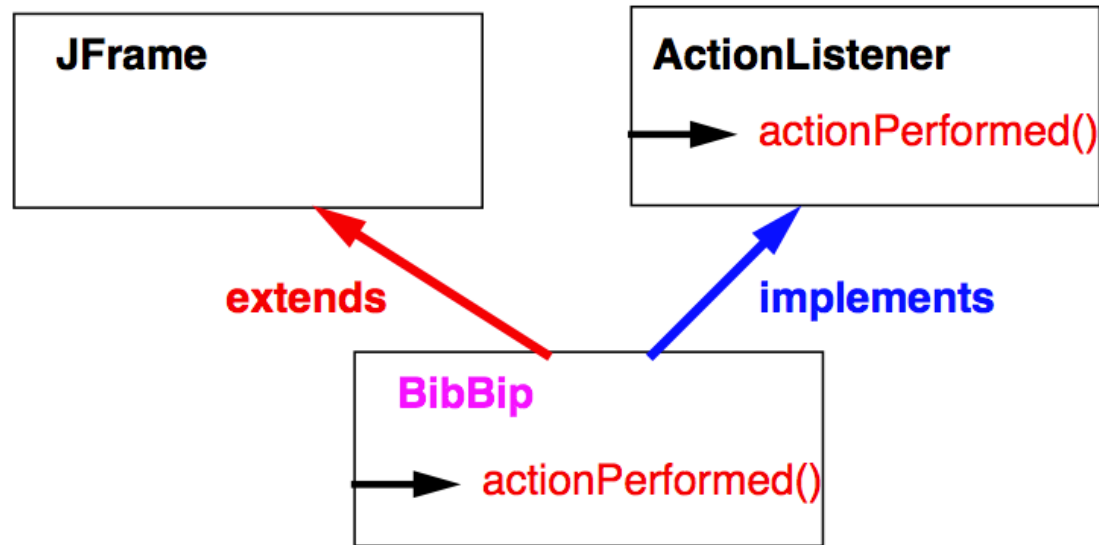 JFrame
ActionListener
actionPerformed()
extends
implements
BibBip
actionPerformed()